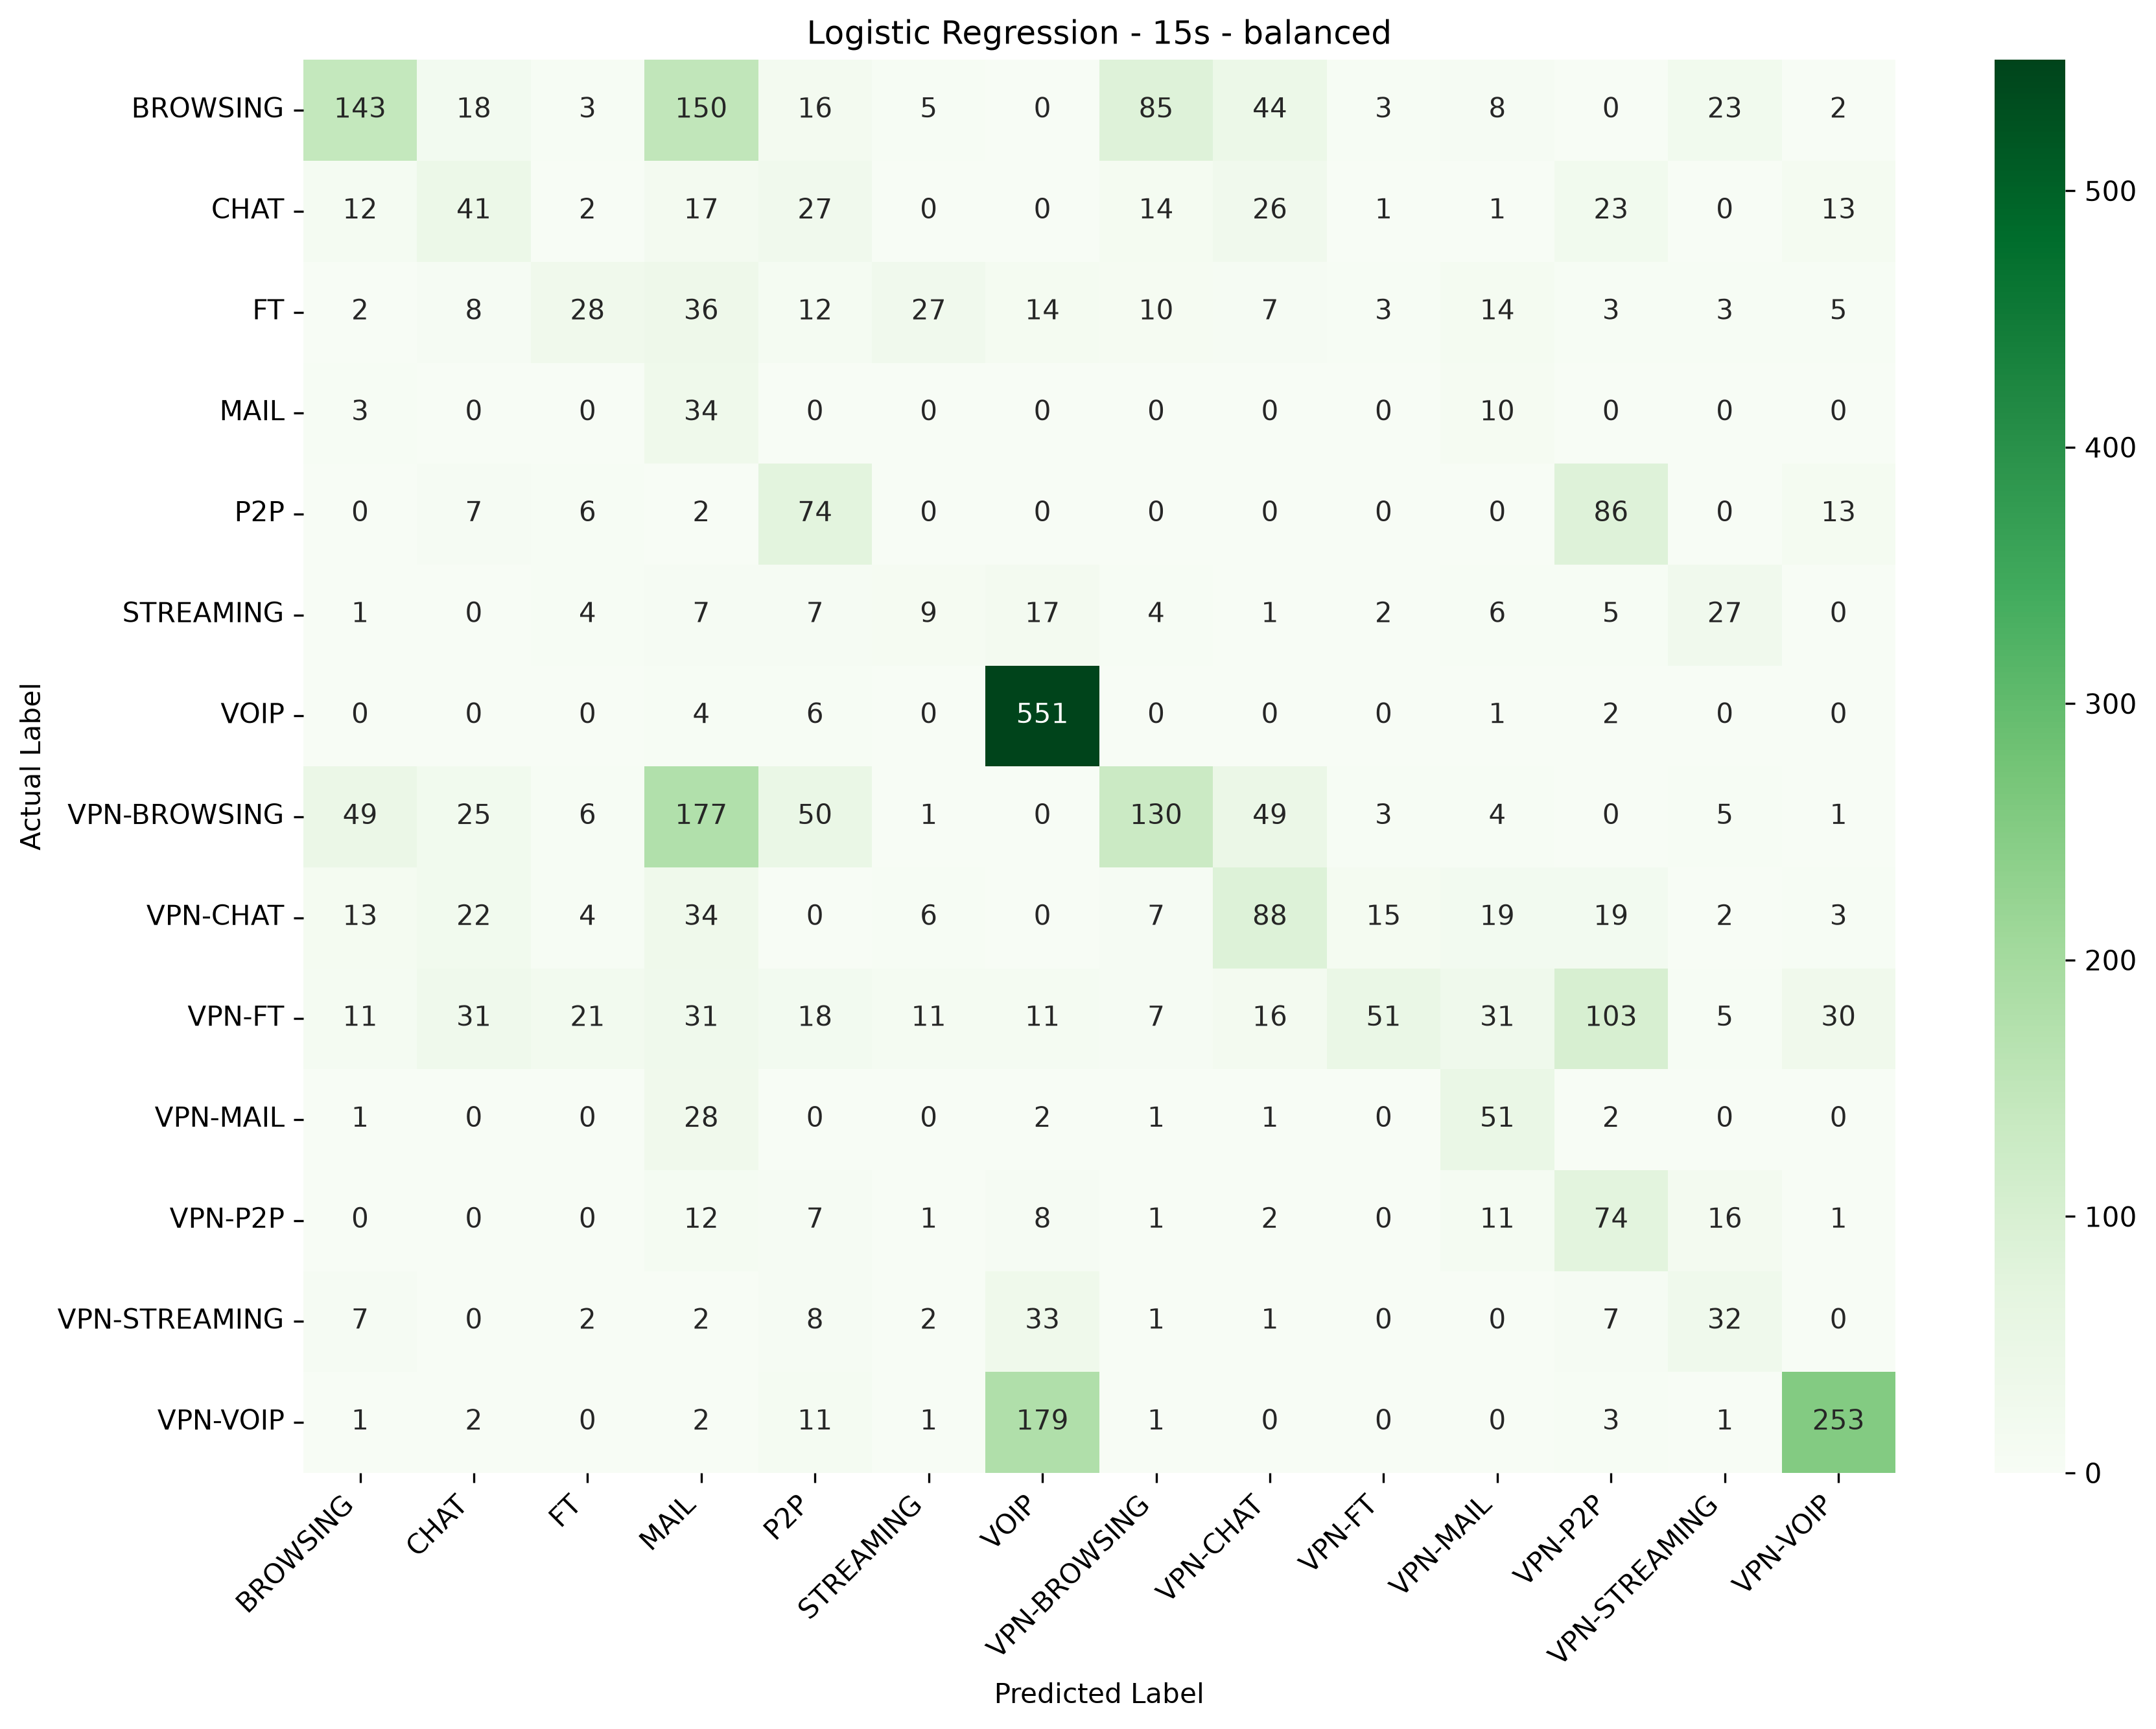 Logistic Regression - 15s - balanced
BROWSING 143 18 3 150 16 5 0 85 44 3 8 0 23 2
CHAT 12 41 2 17 27 0 0 14 26 1 1 23 0 13
FT 2 8 28 36 12 27 14 10 7 3 14 3 3 5
MAIL 3 0 0 34 0 0 0 0 0 0 10 0 0 0
P2P 0 7 6 2 74 0 0 0 0 0 0 86 0 13
STREAMING 1 0 4 7 7 9 17 4 1 2 6 5 27 0
VOIP 0 0 0 4 6 0 551 0 0 0 1 2 0 0
VPN-BROWSING 49 25 6 177 50 1 0 130 49 3 4 0 5 1
VPN-CHAT 13 22 4 34 0 6 0 7 88 15 19 19 2 3
VPN-FT 11 31 21 31 18 11 11 7 16 51 31 103 5 30
VPN-MAIL 1 0 0 28 0 0 2 1 1 0 51 2 0 0
VPN-P2P 0 0 0 12 7 1 8 1 2 0 11 74 16 1
VPN-STREAMING 7 0 2 2 8 2 33 1 1 0 0 7 32 0
VPN-VOIP 1 2 0 2 11 1 179 1 0 0 0 3 1 253
BROWSING CHAT FT MAIL P2P STREAMING VOIP VPN-BROWSING VPN-CHAT VPN-FT VPN-MAIL VPN-P2P VPN-STREAMING VPN-VOIP
Predicted Label
Actual Label
500
400
300
200
100
0